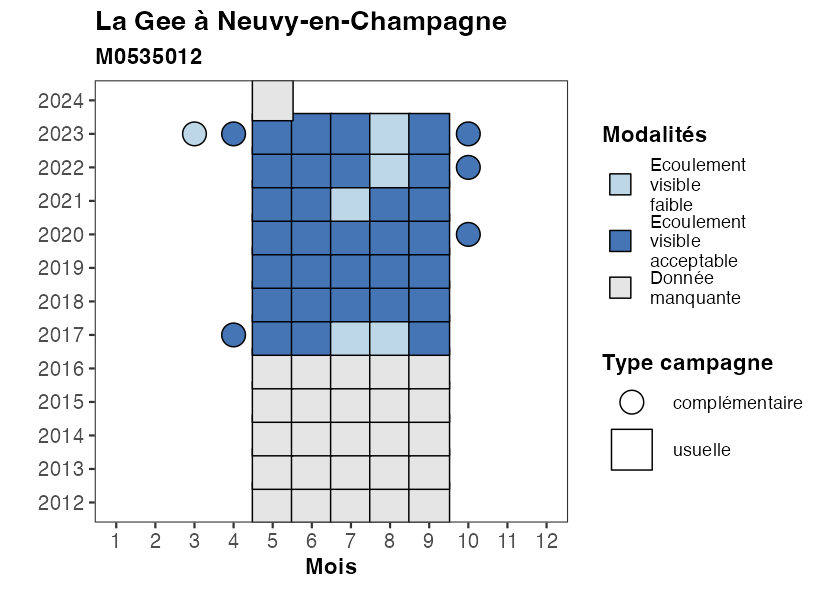 La Gee à Neuvy-en-Champagne
M0535012
2024
2023
2022
2021
2020
2019
2018
2017
2016
2015
2014
2013
2012
1 2 3 4 5 6 7 8 9 10 11 12
Mois
Modalités
Ecoulement
visible
faible
Ecoulement
visible
acceptable
Donnée
manquante
Type campagne
complémentaire
usuelle